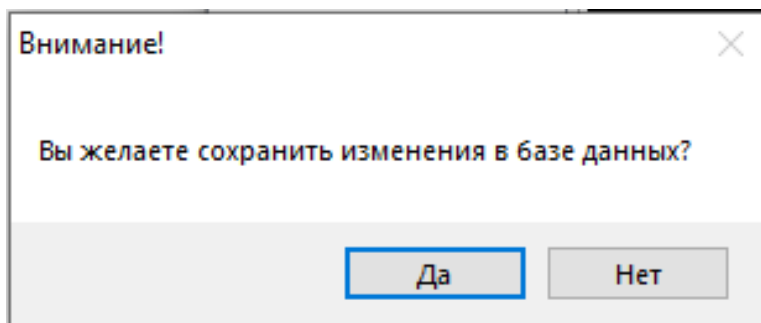 Внимание!
Вы желаете сохранить изменения в базе данных?
Да
Нет